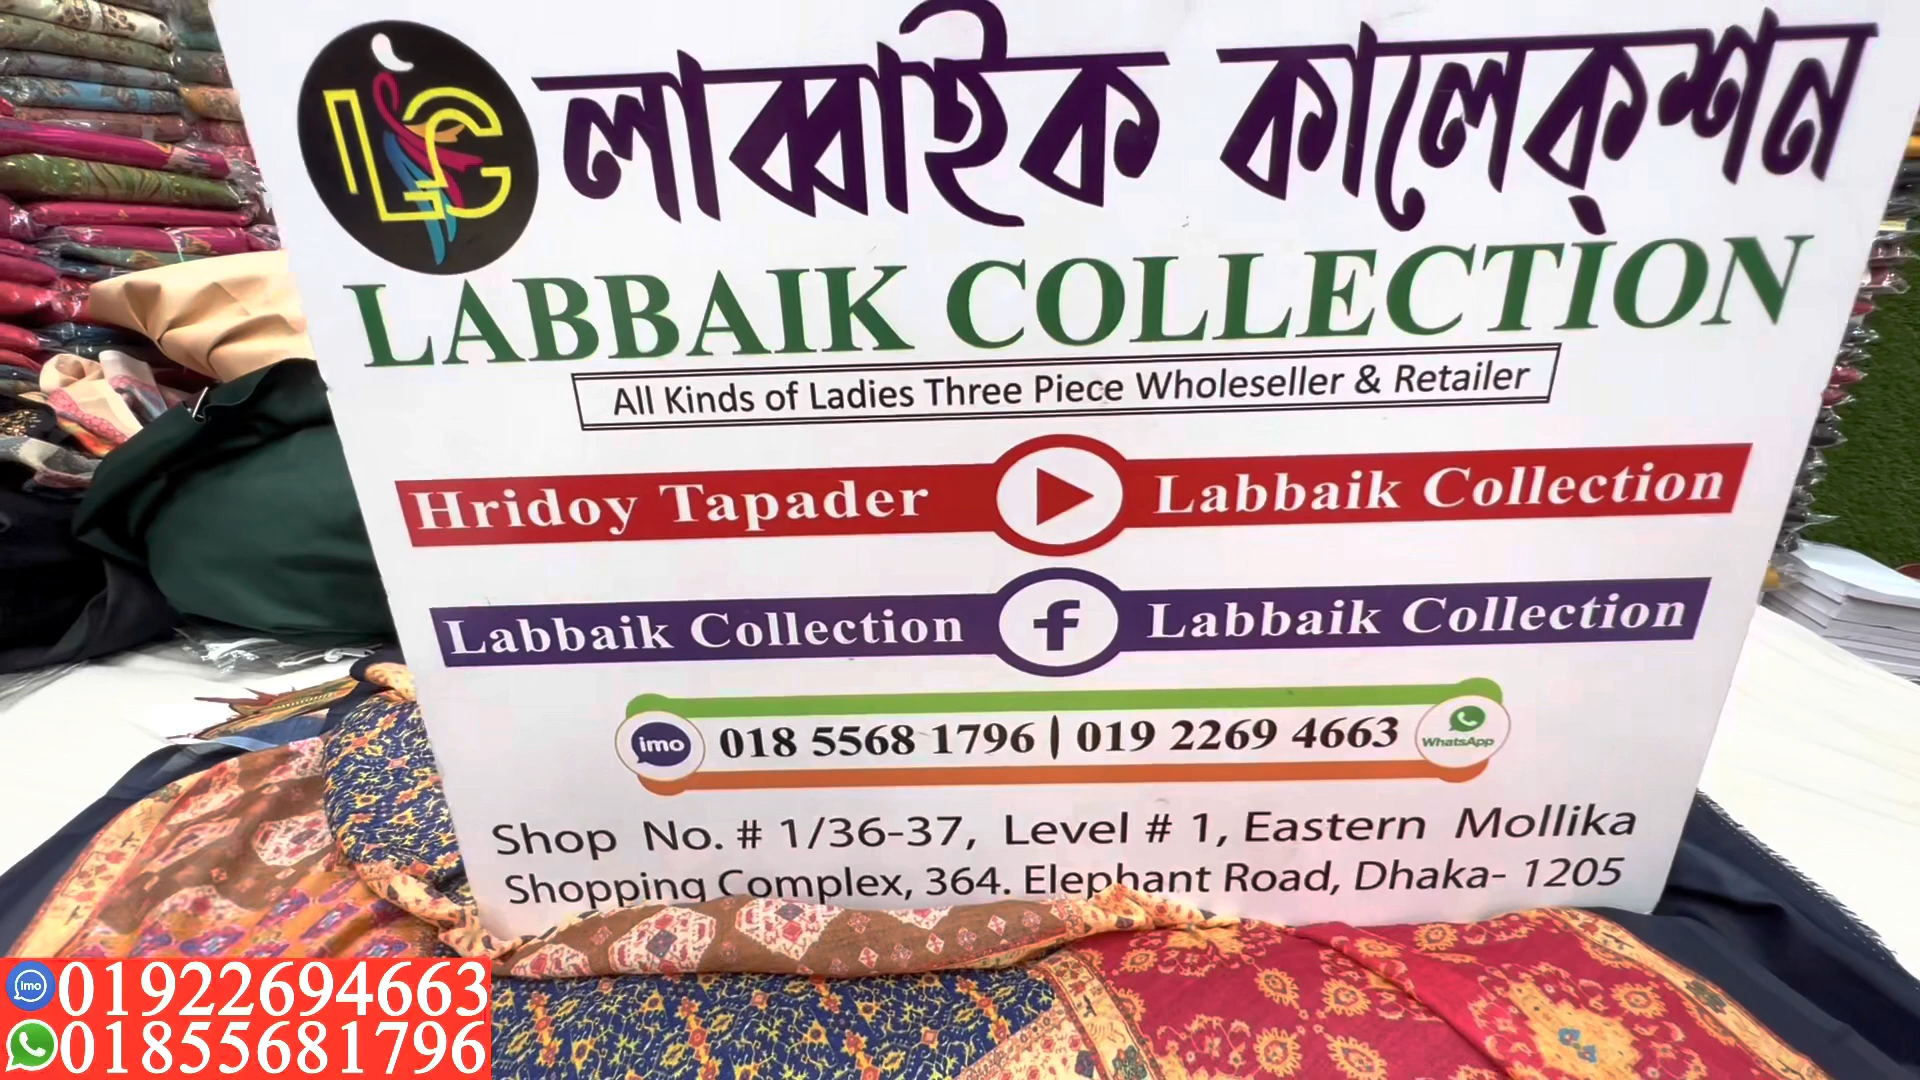 LC
লাব্বাইক কালেক্শন
LABBAIK COLLECTION
All Kinds of Ladies Three Piece Wholeseller & Retailer
Hridoy Tapader Labbaik Collection
Labbaik Collection f Labbaik Collection
imo 018 5568 1796 | 019 2269 4663 WhatsApp
Shop No. # 1/36-37, Level # 1, Eastern Mollika
Shopping Complex, 364. Elephant Road, Dhaka- 1205
imo 01922694663
01855681796